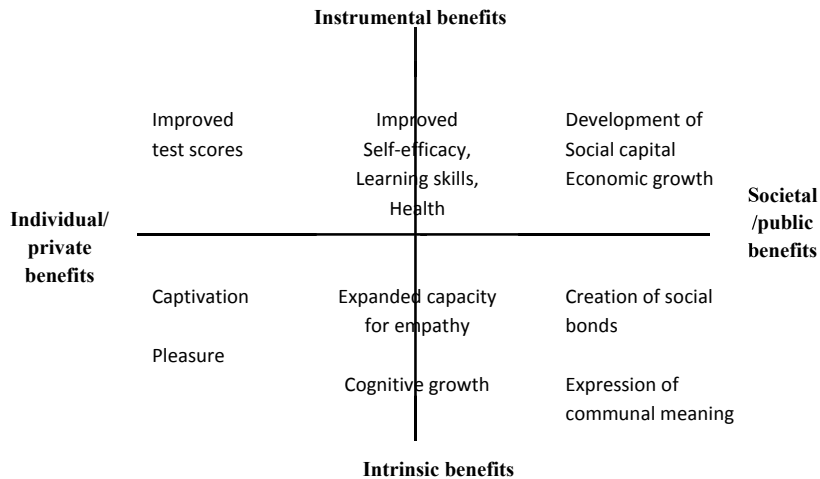 Instrumental benefits
Improved
test scores
Improved
Self-efficacy,
Learning skills,
Health
Development of
Social capital
Economic growth
Individual/
private
benefits
Societal
/public
benefits
Captivation
Pleasure
Expanded capacity
for empathy
Cognitive growth
Creation of social
bonds
Expression of
communal meaning
Intrinsic benefits